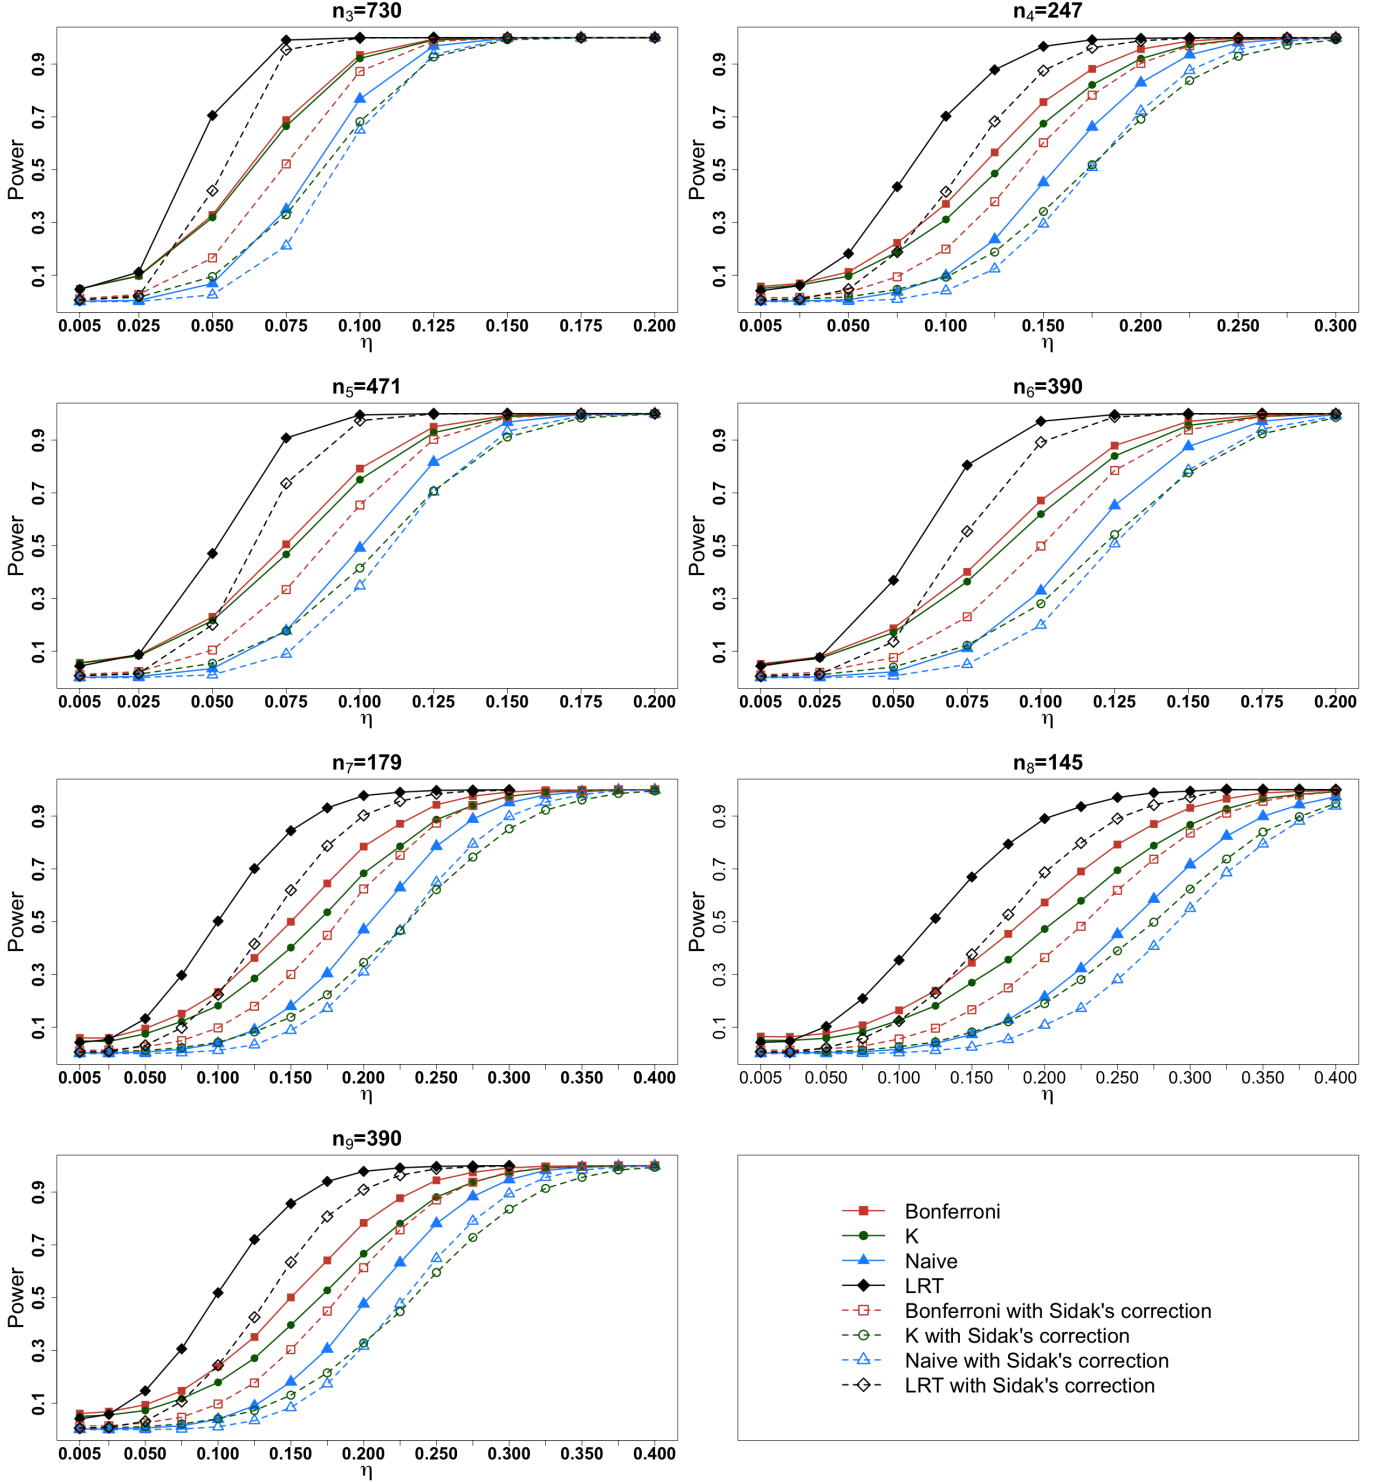 n3=730
Power
0.1 0.3 0.5 0.7 0.9
0.005 0.025 0.050 0.075 0.100 0.125 0.150 0.175 0.200
η
n4=247
Power
0.1 0.3 0.5 0.7 0.9
0.005 0.050 0.100 0.150 0.200 0.250 0.300
η
n5=471
Power
0.1 0.3 0.5 0.7 0.9
0.005 0.025 0.050 0.075 0.100 0.125 0.150 0.175 0.200
η
n6=390
Power
0.1 0.3 0.5 0.7 0.9
0.005 0.025 0.050 0.075 0.100 0.125 0.150 0.175 0.200
η
n7=179
Power
0.1 0.3 0.5 0.7 0.9
0.005 0.050 0.100 0.150 0.200 0.250 0.300 0.350 0.400
η
n8=145
Power
0.1 0.3 0.5 0.7 0.9
0.005 0.050 0.100 0.150 0.200 0.250 0.300 0.350 0.400
η
n9=390
Power
0.1 0.3 0.5 0.7 0.9
0.005 0.050 0.100 0.150 0.200 0.250 0.300 0.350 0.400
η
Bonferroni
K
Naive
LRT
Bonferroni with Sidak's correction
K with Sidak's correction
Naive with Sidak's correction
LRT with Sidak's correction